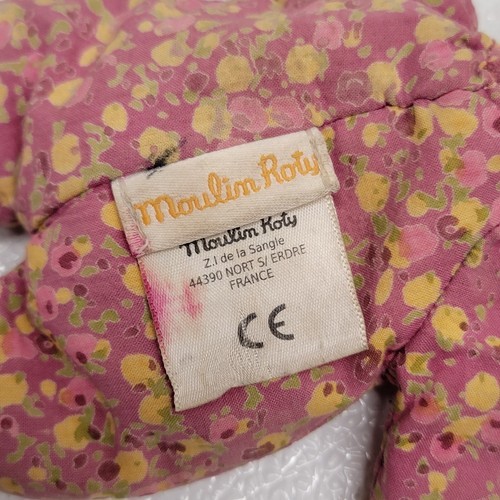 Moulin Roty
Moulin Roty
Z.I de la Sangle
44390 NORT S/ ERDRE
FRANCE
CE